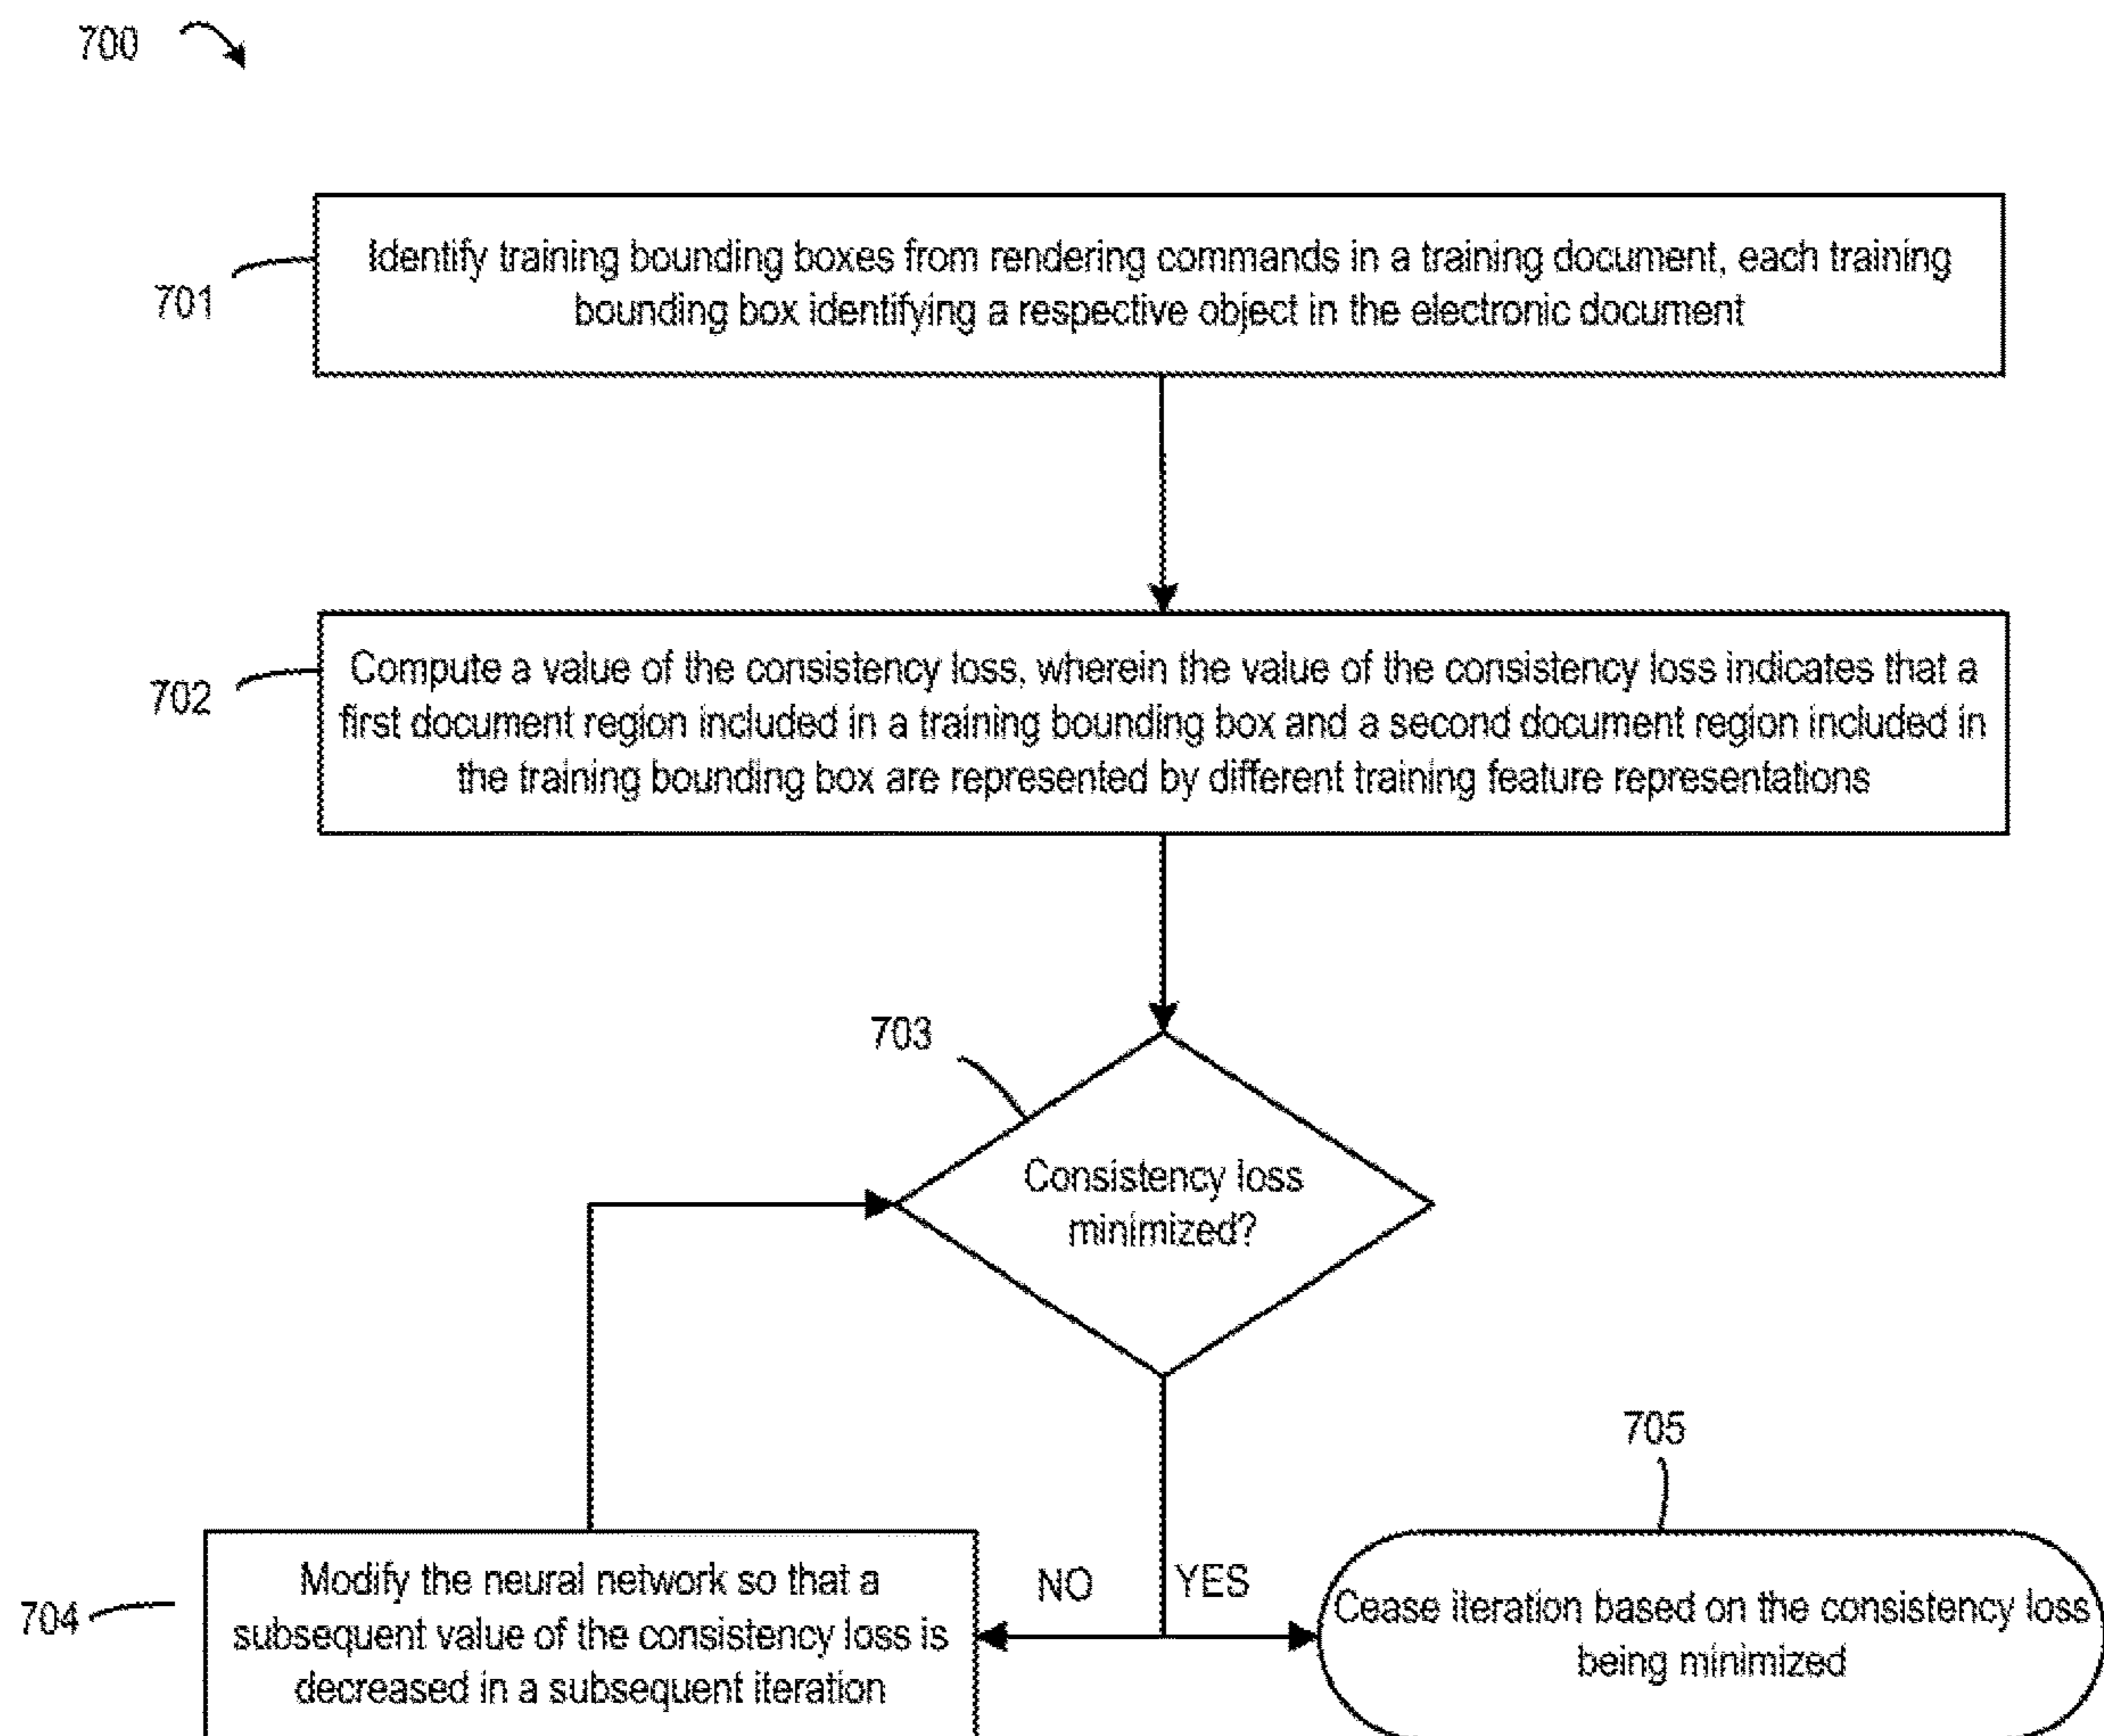 700
Identify training bounding boxes from rendering commands in a training document, each training
bounding box identifying a respective object in the electronic document
701
Compute a value of the consistency loss, wherein the value of the consistency loss indicates that a
first document region included in a training bounding box and a second document region included in
the training bounding box are represented by different training feature representations
702
703
Consistency loss
minimized?
705
NO
YES
704
Modify the neural network so that a
subsequent value of the consistency loss is
decreased in a subsequent iteration
Cease iteration based on the consistency loss
being minimized